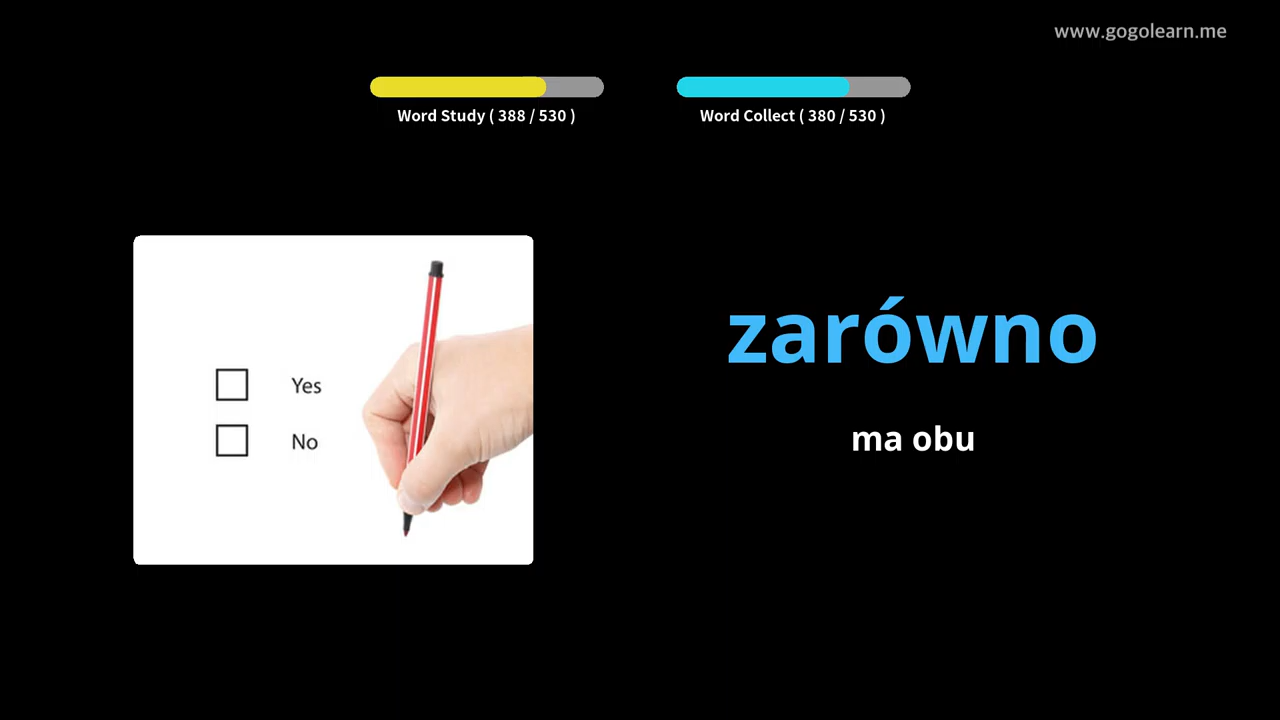 www.gogolearn.me
Word Study ( 388 / 530 )
Word Collect ( 380 / 530 )
Yes
No
zarówno
ma obu